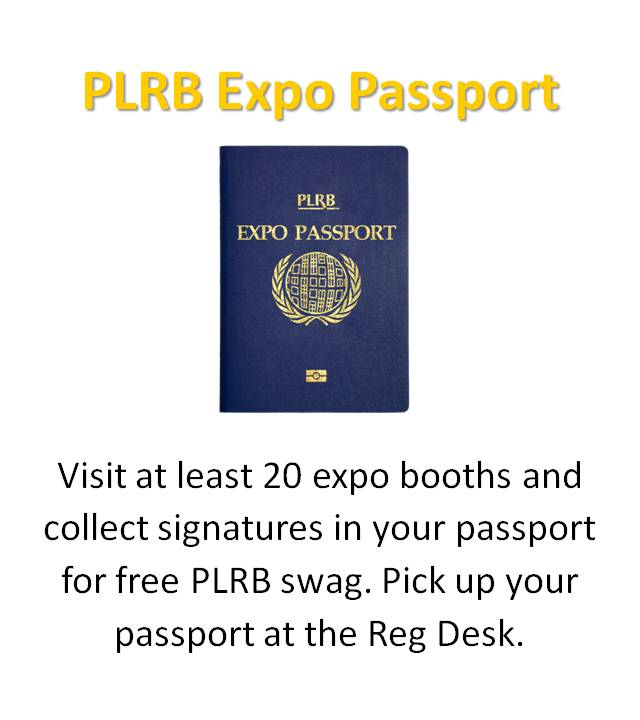 PLRB Expo Passport
PLRB
EXPO PASSPORT
Visit at least 20 expo booths and
collect signatures in your passport
for free PLRB swag. Pick up your
passport at the Reg Desk.